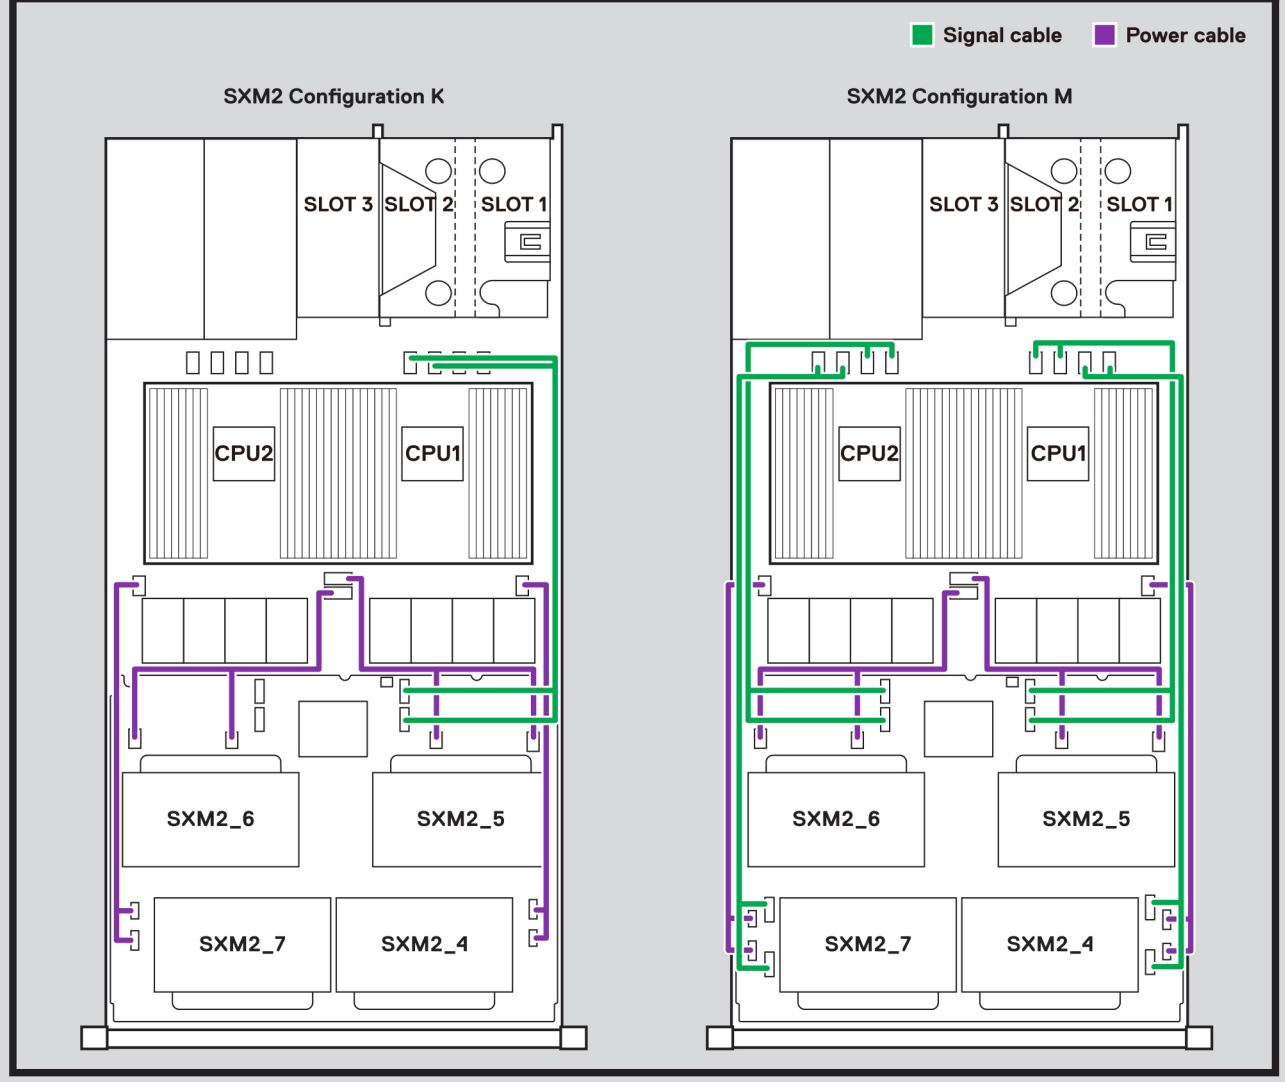 Signal cable
Power cable
SXM2 Configuration K
SXM2 Configuration M
SLOT 3
SLOT 2
SLOT 1
SLOT 3
SLOT 2
SLOT 1
CPU2
CPU1
CPU2
CPU1
SXM2_6
SXM2_5
SXM2_6
SXM2_5
SXM2_7
SXM2_4
SXM2_7
SXM2_4